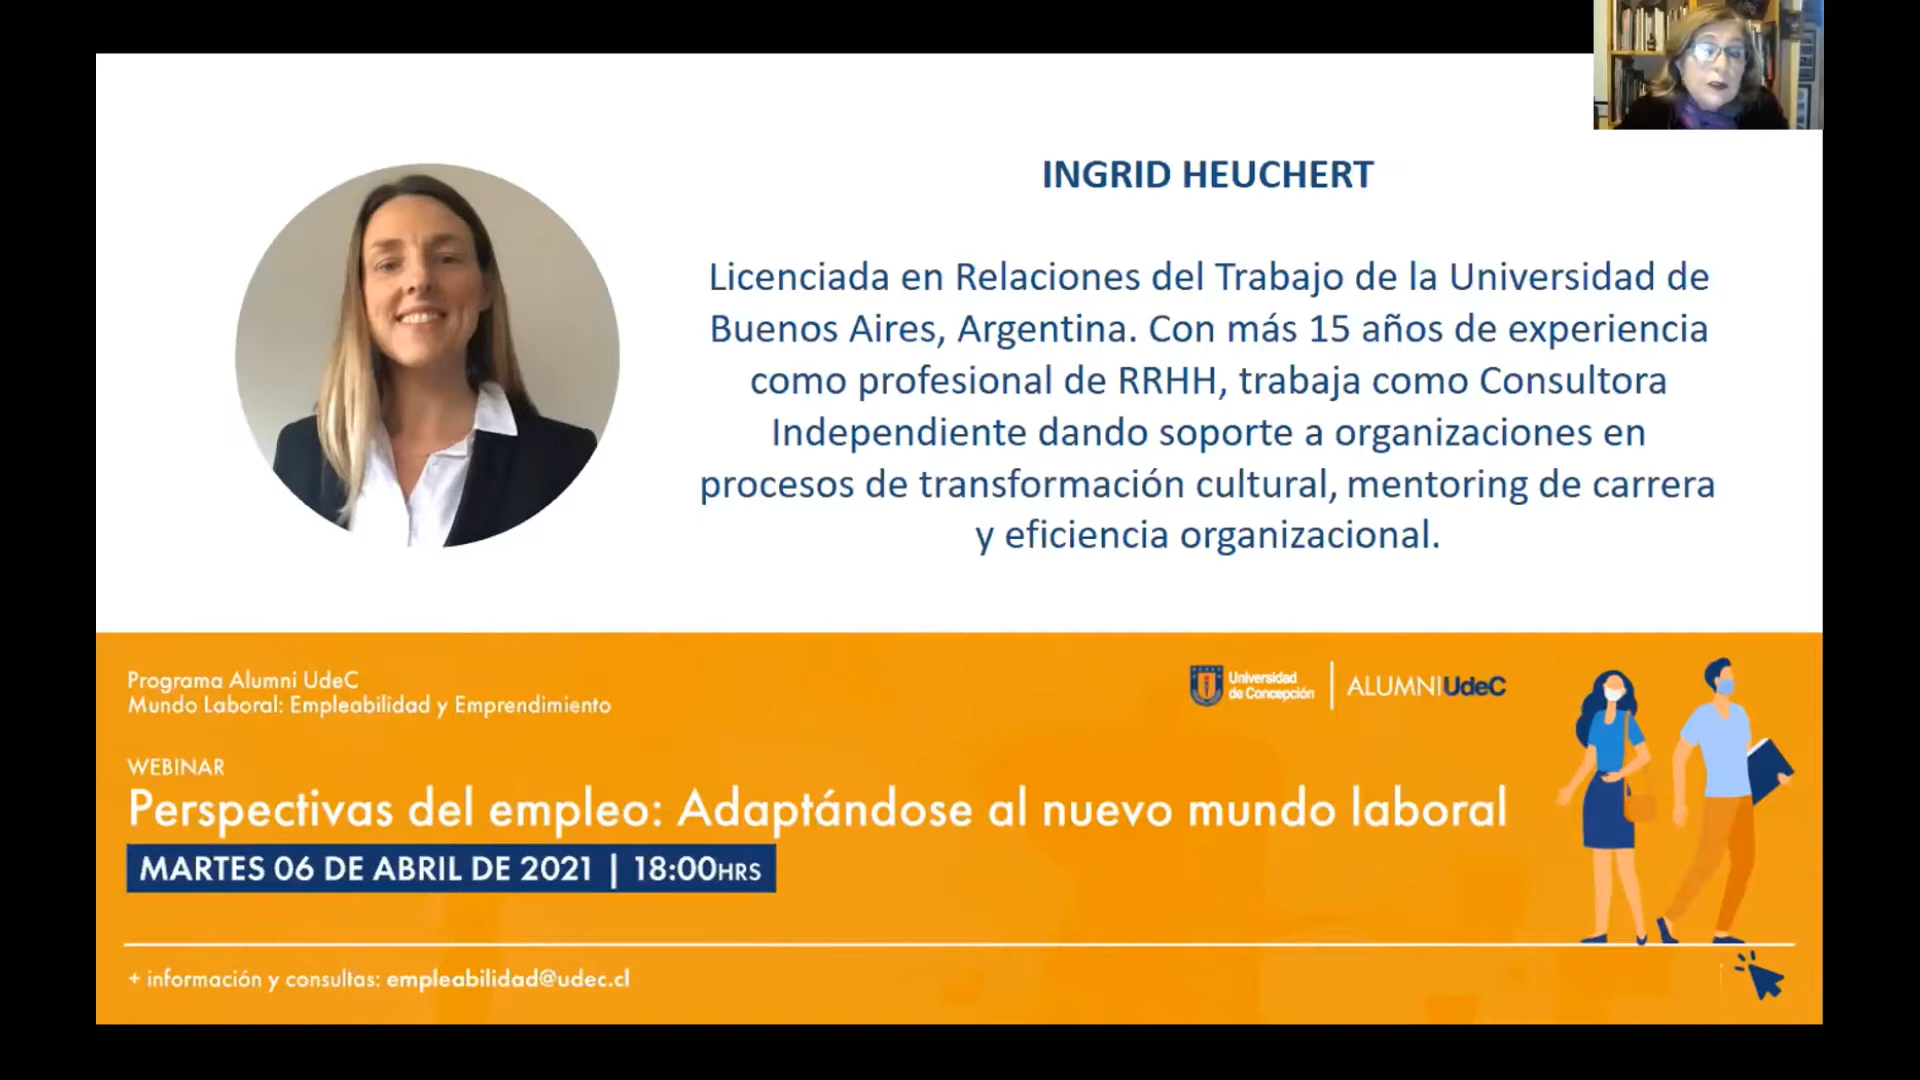 INGRID HEUCHERT
Licenciada en Relaciones del Trabajo de la Universidad de
Buenos Aires, Argentina. Con más 15 años de experiencia
como profesional de RRHH, trabaja como Consultora
Independiente dando soporte a organizaciones en
procesos de transformación cultural, mentoring de carrera
y eficiencia organizacional.
Programa Alumni UdeC
Mundo Laboral: Empleabilidad y Emprendimiento
Universidad
de Concepción
ALUMNIUdeC
WEBINAR
Perspectivas del empleo: Adaptándose al nuevo mundo laboral
MARTES 06 DE ABRIL DE 2021 | 18:00HRS
+ información y consultas: empleabilidad@udec.cl